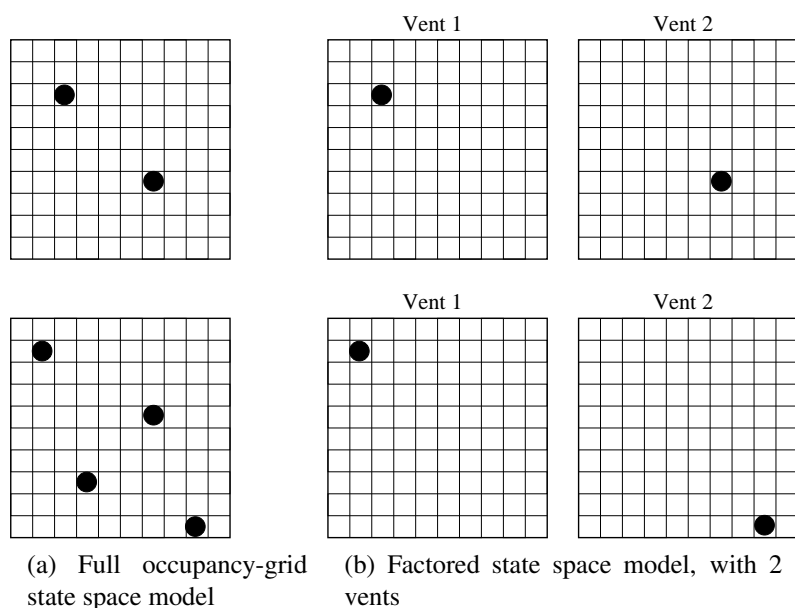 Vent 1
Vent 2
Vent 1
Vent 2
(a) Full occupancy-grid
state space model
(b) Factored state space model, with 2
vents